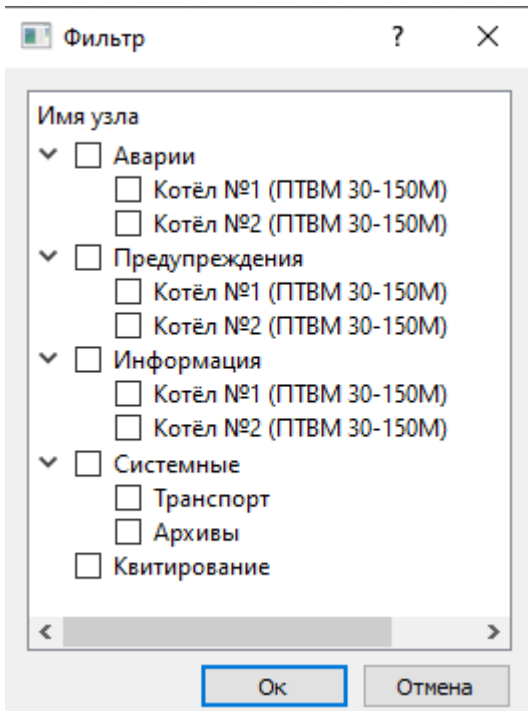 Фильтр
?
Имя узла
Аварии
Котёл №1 (ПТВМ 30-150М)
Котёл №2 (ПТВМ 30-150М)
Предупреждения
Котёл №1 (ПТВМ 30-150М)
Котёл №2 (ПТВМ 30-150М)
Информация
Котёл №1 (ПТВМ 30-150М)
Котёл №2 (ПТВМ 30-150М)
Системные
Транспорт
Архивы
Квитирование
Ок Отмена